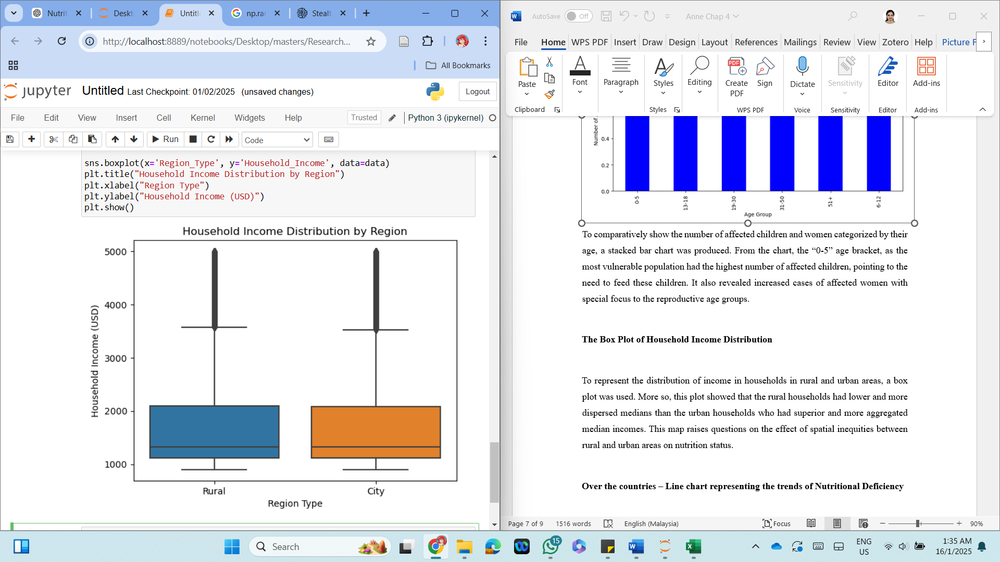 Nutrit
Deskt
Untitle
np.rar
Stealt
http://localhost:8889/notebooks/Desktop/masters/Research...
All Bookmarks
jupyter Untitled Last Checkpoint: 01/02/2025 (unsaved changes)
Logout
File Edit View Insert Cell Kernel Widgets Help Trusted Python 3 (ipykernel)
Run Code
sns.boxplot(x='Region_Type', y='Household_Income', data=data)
plt.title("Household Income Distribution by Region")
plt.xlabel("Region Type")
plt.ylabel("Household Income (USD)")
plt.show()
Household Income Distribution by Region
5000
4000
3000
2000
1000
Household Income (USD)
Rural City
Region Type
AutoSave Off Anne Chap 4
File Home WPS PDF Insert Draw Design Layout References Mailings Review View Zotero Help Picture F
Paste Font Paragraph Styles Editing Create PDF Sign Dictate Sensitivity Editor Add-ins
Clipboard Styles WPS PDF Voice Sensitivity Editor Add-ins
Number of
0.4
0.2
0.0
0-5 13-18 19-30 31-50 51+ 6-12
Age Group
To comparatively show the number of affected children and women categorized by their
age, a stacked bar chart was produced. From the chart, the “0-5” age bracket, as the
most vulnerable population had the highest number of affected children, pointing to the
need to feed these children. It also revealed increased cases of affected women with
special focus to the reproductive age groups.
The Box Plot of Household Income Distribution
To represent the distribution of income in households in rural and urban areas, a box
plot was used. More so, this plot showed that the rural households had lower and more
dispersed medians than the urban households who had superior and more aggregated
median incomes. This map raises questions on the effect of spatial inequities between
rural and urban areas on nutrition status.
Over the countries – Line chart representing the trends of Nutritional Deficiency
Page 7 of 9 1516 words English (Malaysia) Focus 90%
Search
15
ENG
US
1:35 AM
16/1/2025